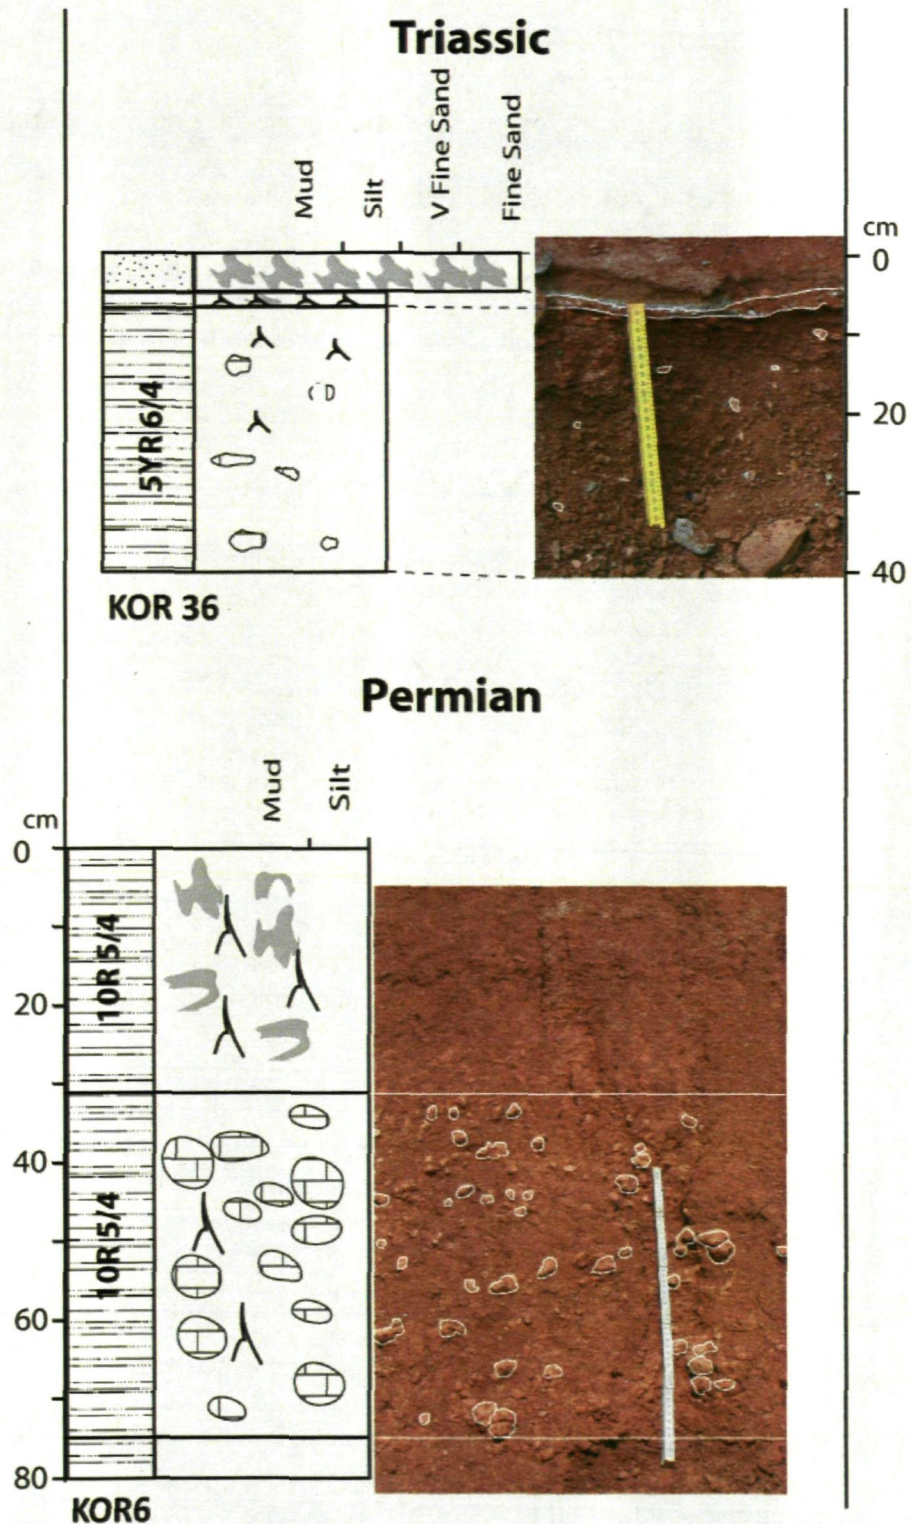 Triassic
Mud
Silt
V Fine Sand
Fine Sand
cm
0
20
40
5YR 6/4
KOR 36
Permian
Mud
Silt
cm
0
20
40
60
80
10R 5/4
10R 5/4
KOR6